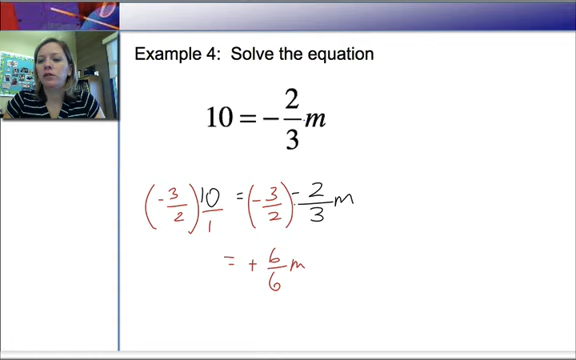 Example 4: Solve the equation
10 = -2/3 m
(-3/2) 10/1 = (-3/2) · -2/3 m
= + 6/6 m